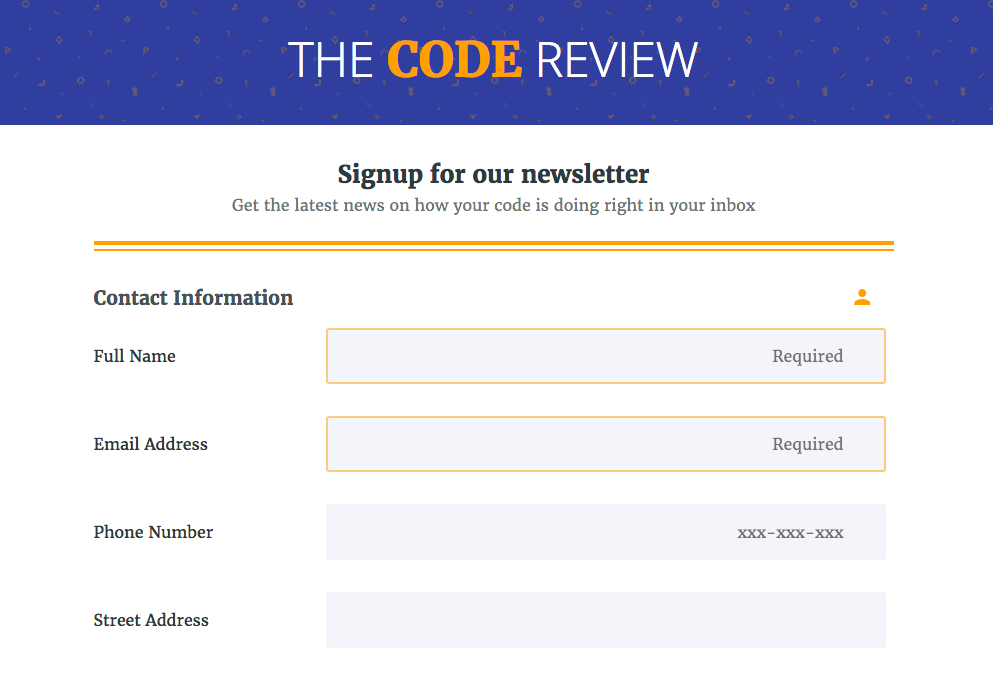 THE CODE REVIEW
Signup for our newsletter
Get the latest news on how your code is doing right in your inbox
Contact Information
Full Name
Required
Email Address
Required
Phone Number
xxx-xxx-xxx
Street Address